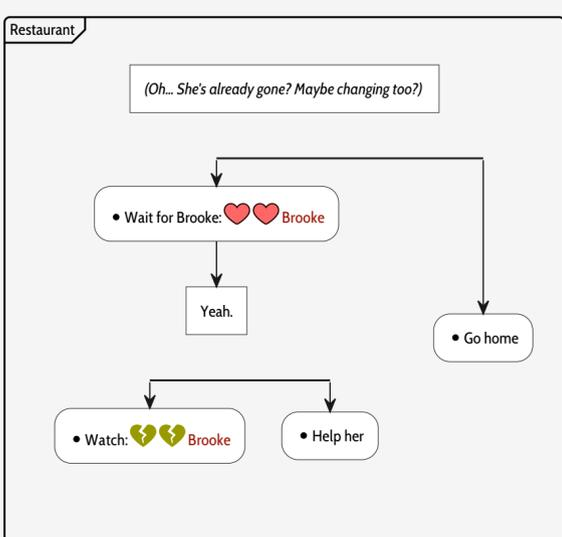 Restaurant
(Oh... She's already gone? Maybe changing too?)
• Wait for Brooke: Brooke
Yeah.
• Go home
• Watch: Brooke
• Help her